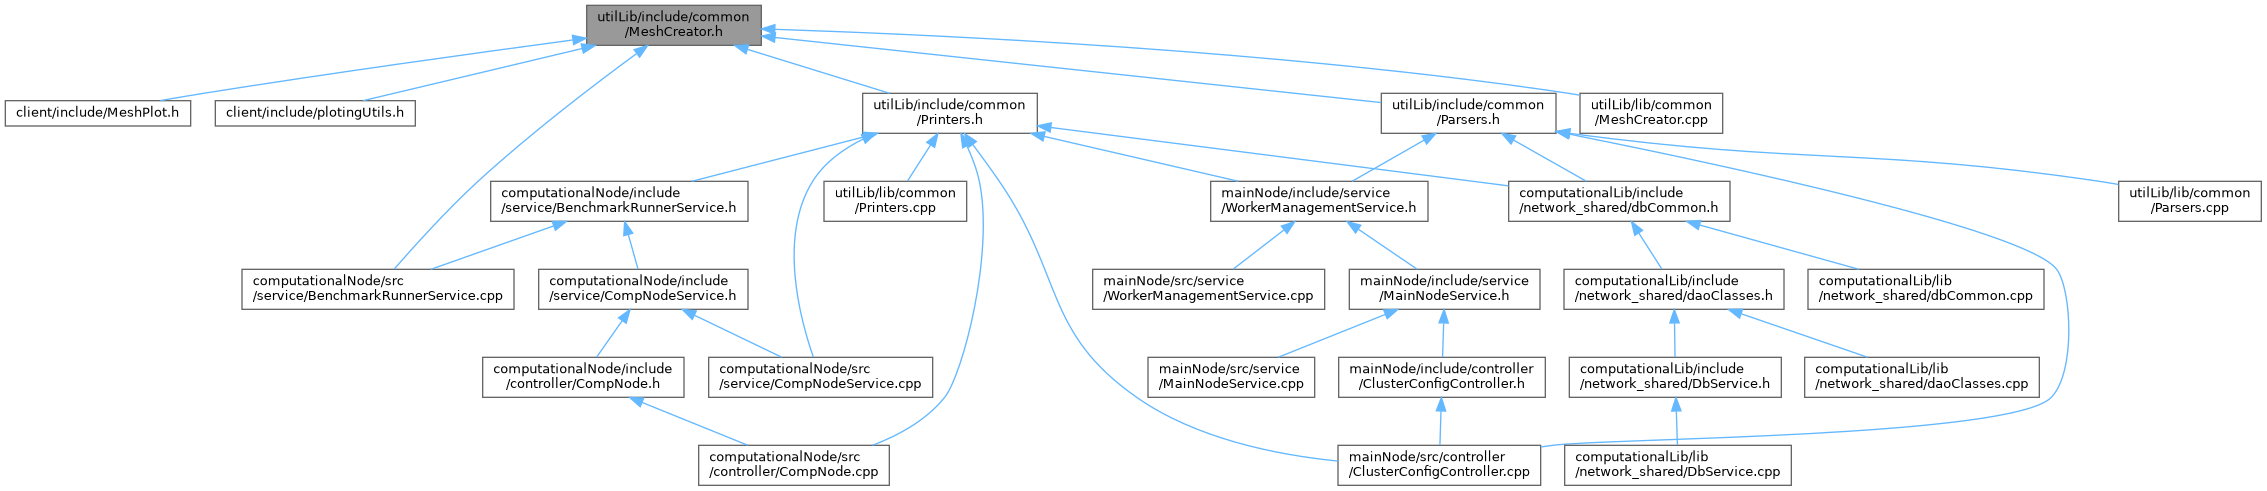 utilLib/include/common
/MeshCreator.h
client/include/MeshPlot.h
client/include/plotingUtils.h
utilLib/include/common
/Printers.h
utilLib/include/common
/Parsers.h
utilLib/lib/common
/MeshCreator.cpp
computationalNode/include
/service/BenchmarkRunnerService.h
utilLib/lib/common
/Printers.cpp
mainNode/include/service
/WorkerManagementService.h
computationalLib/include
/network_shared/dbCommon.h
utilLib/lib/common
/Parsers.cpp
computationalNode/src
/service/BenchmarkRunnerService.cpp
computationalNode/include
/service/CompNodeService.h
mainNode/src/service
/WorkerManagementService.cpp
mainNode/include/service
/MainNodeService.h
computationalLib/include
/network_shared/daoClasses.h
computationalLib/lib
/network_shared/dbCommon.cpp
computationalNode/include
/controller/CompNode.h
computationalNode/src
/service/CompNodeService.cpp
mainNode/src/service
/MainNodeService.cpp
mainNode/include/controller
/ClusterConfigController.h
computationalLib/include
/network_shared/DbService.h
computationalLib/lib
/network_shared/daoClasses.cpp
computationalNode/src
/controller/CompNode.cpp
mainNode/src/controller
/ClusterConfigController.cpp
computationalLib/lib
/network_shared/DbService.cpp